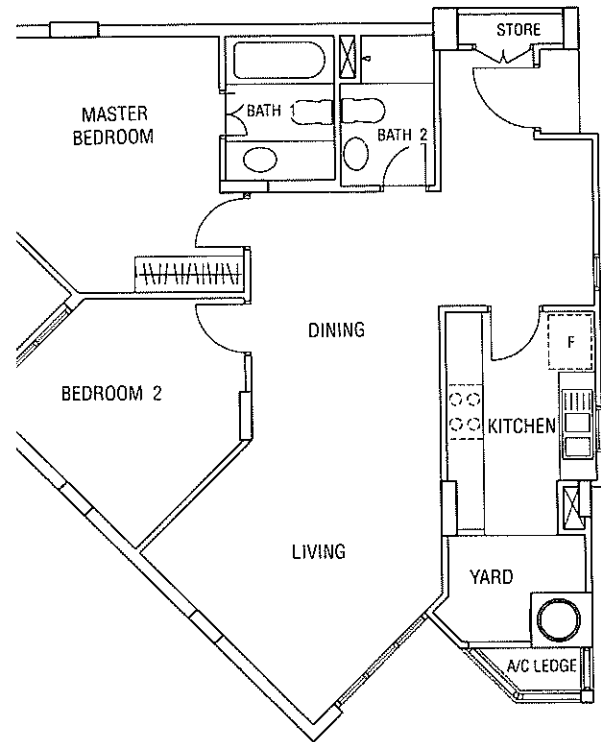 STORE
MASTER
BEDROOM
BATH 1
BATH 2
DINING
F
BEDROOM 2
KITCHEN
LIVING
YARD
A/C LEDGE